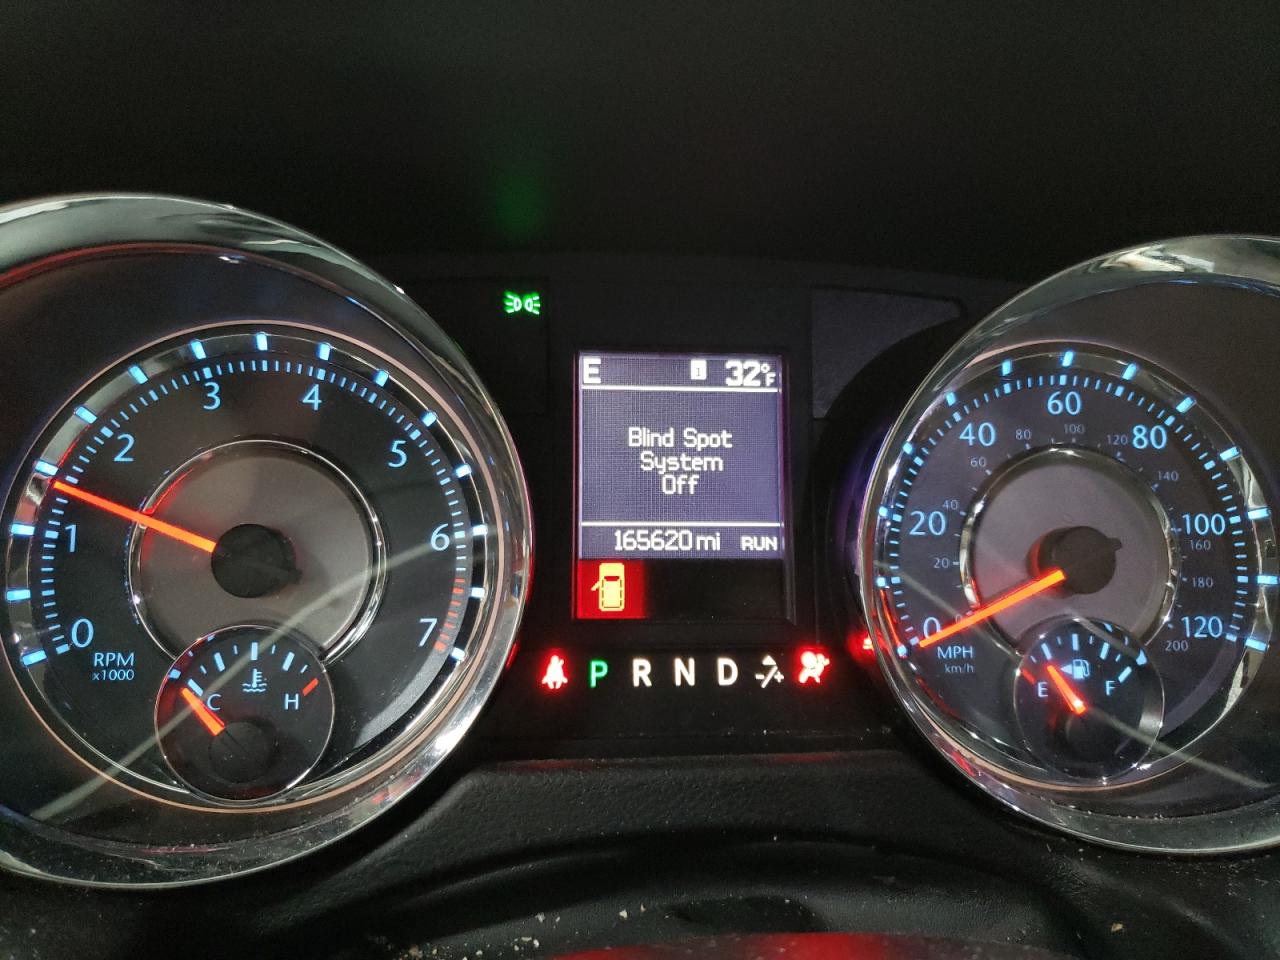 E 1 32°F
Blind Spot
System
Off
165620 mi RUN
P R N D
0 1 2 3 4 5 6 7
RPM
x1000
C H
0 20 40 60 80 100 120
20 40 60 80 100 120 140 160 180 200
MPH
km/h
E F